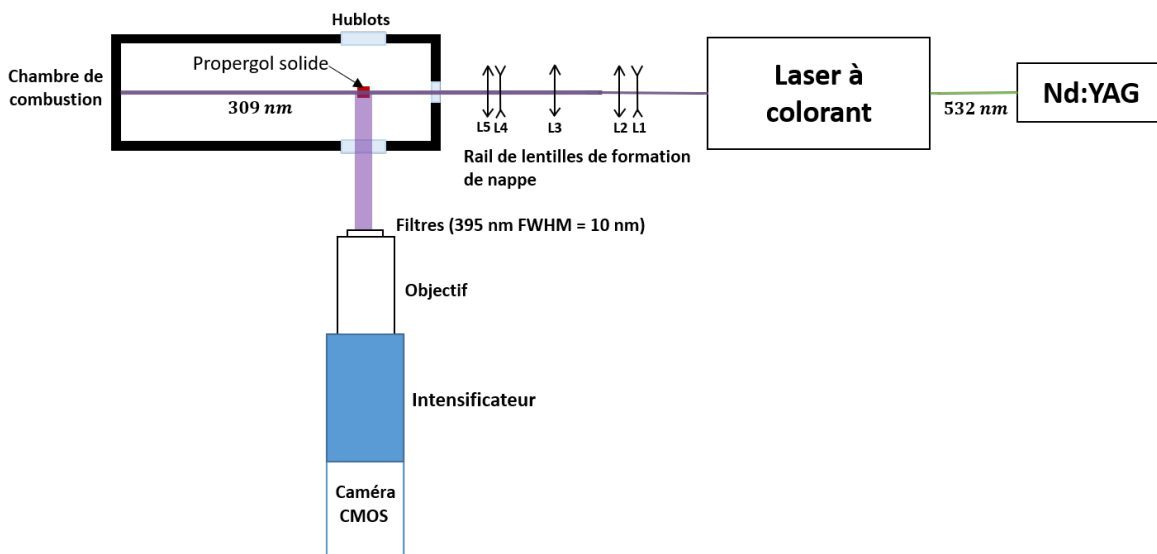 Hublots
Propergol solide
Chambre de
combustion
309 nm
L5
L4
L3
L2
L1
Rail de lentilles de formation
de nappe
Laser à
colorant
532 nm
Nd:YAG
Filtres (395 nm FWHM = 10 nm)
Objectif
Intensificateur
Caméra
CMOS